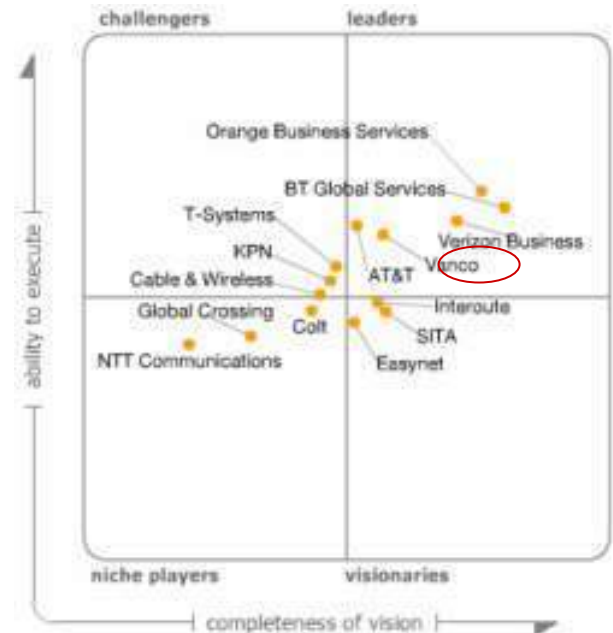 challengers
leaders
Orange Business Services
BT Global Services
T-Systems
Verizon Business
KPN
AT&T
Vanco
Cable & Wireless
Global Crossing
Colt
Interoute
NTT Communications
SITA
Easynet
ability to execute
niche players
visionaries
completeness of vision